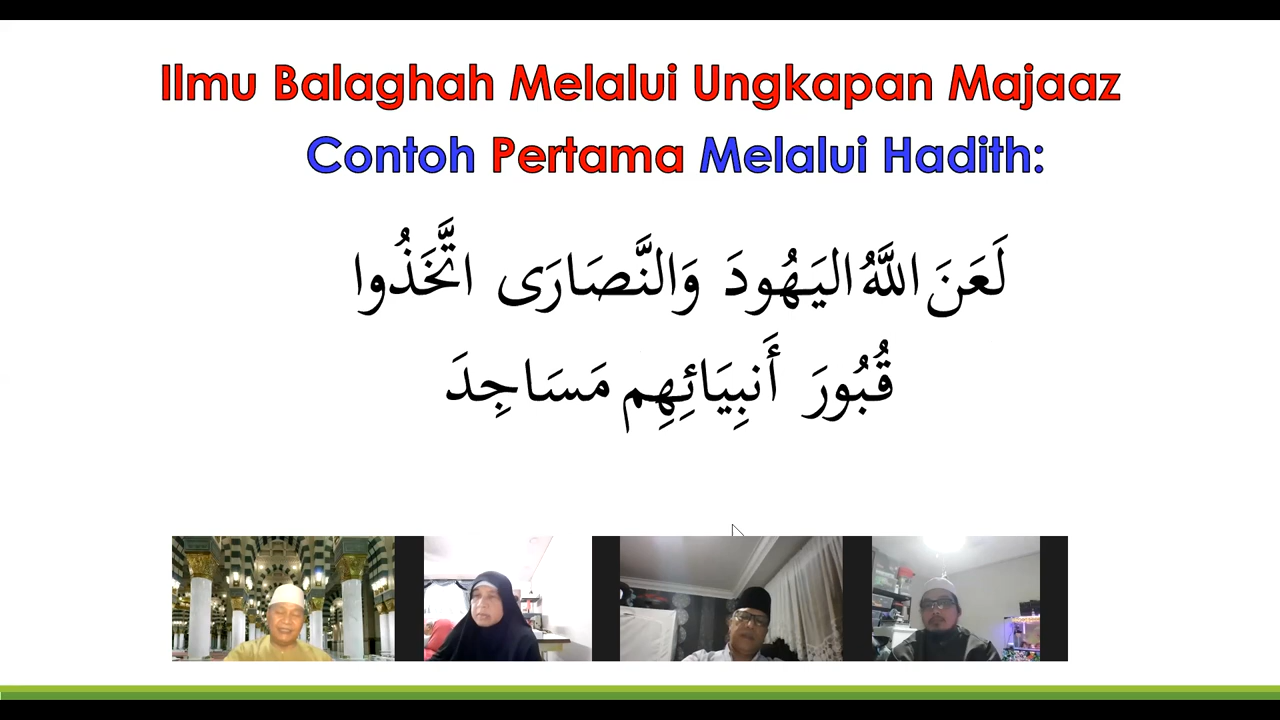 Ilmu Balaghah Melalui Ungkapan Majaaz
Contoh Pertama Melalui Hadith:
لَعَنَ اللَّهُ اليَهُودَ وَالنَّصَارَى اتَّخَذُوا
قُبُورَ أَنبِيَائِهِم مَسَاجِدَ